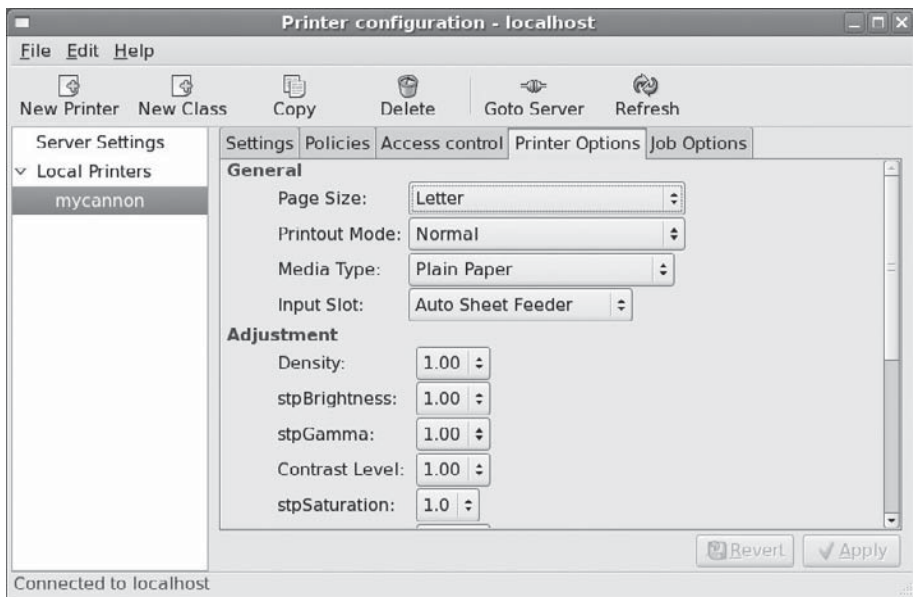 Printer configuration - localhost
File Edit Help
New Printer New Class Copy Delete Goto Server Refresh
Server Settings
Local Printers
mycannon
Settings Policies Access control Printer Options Job Options
General
Page Size: Letter
Printout Mode: Normal
Media Type: Plain Paper
Input Slot: Auto Sheet Feeder
Adjustment
Density: 1.00
stpBrightness: 1.00
stpGamma: 1.00
Contrast Level: 1.00
stpSaturation: 1.0
Revert Apply
Connected to localhost